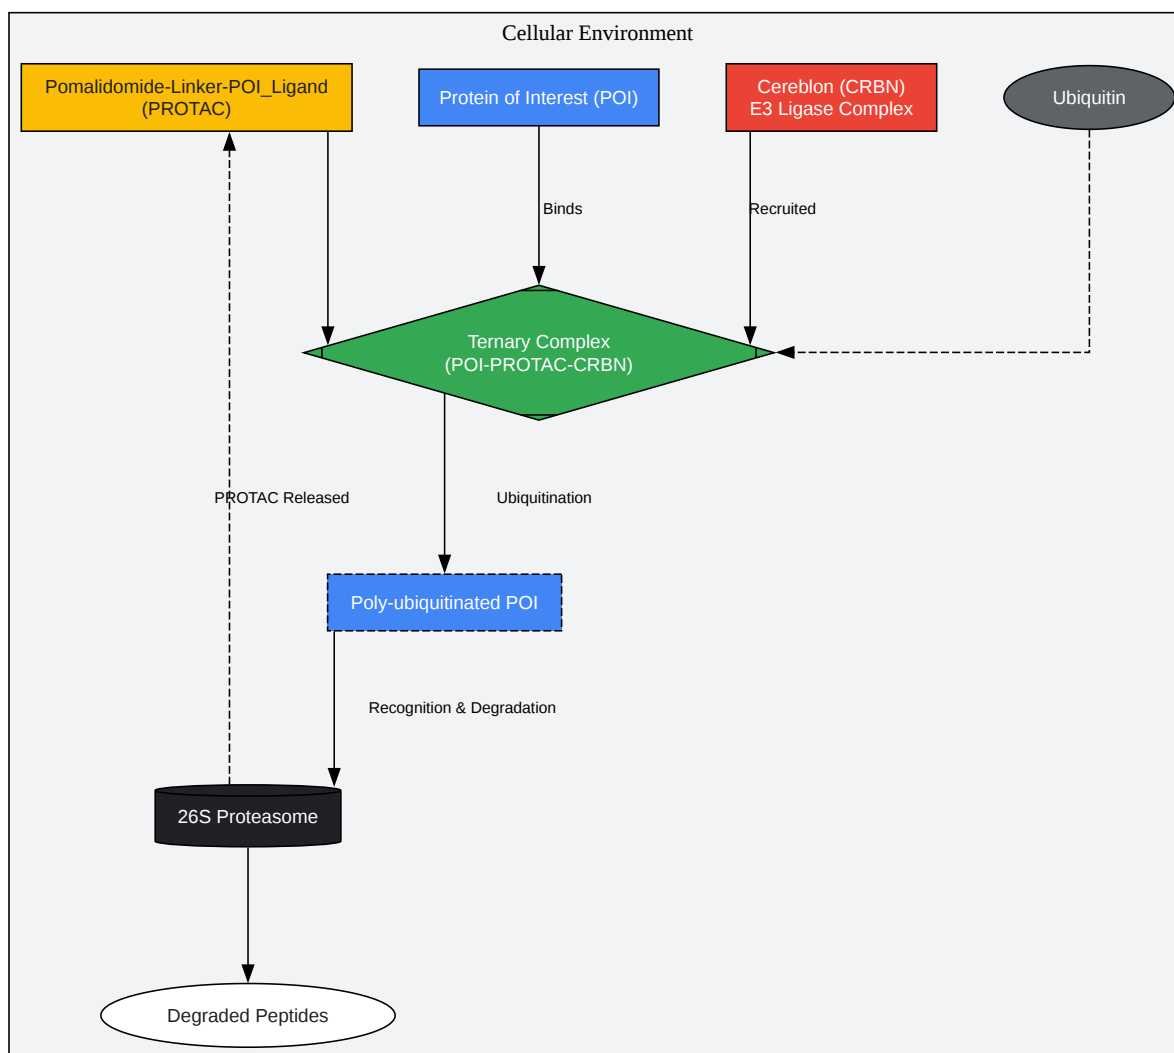 Cellular Environment
Pomalidomide-Linker-POI_Ligand
(PROTAC)
Protein of Interest (POI)
Cereblon (CRBN)
E3 Ligase Complex
Ubiquitin
Binds
Recruited
Ternary Complex
(POI-PROTAC-CRBN)
PROTAC Released
Ubiquitination
Poly-ubiquitinated POI
Recognition & Degradation
26S Proteasome
Degraded Peptides